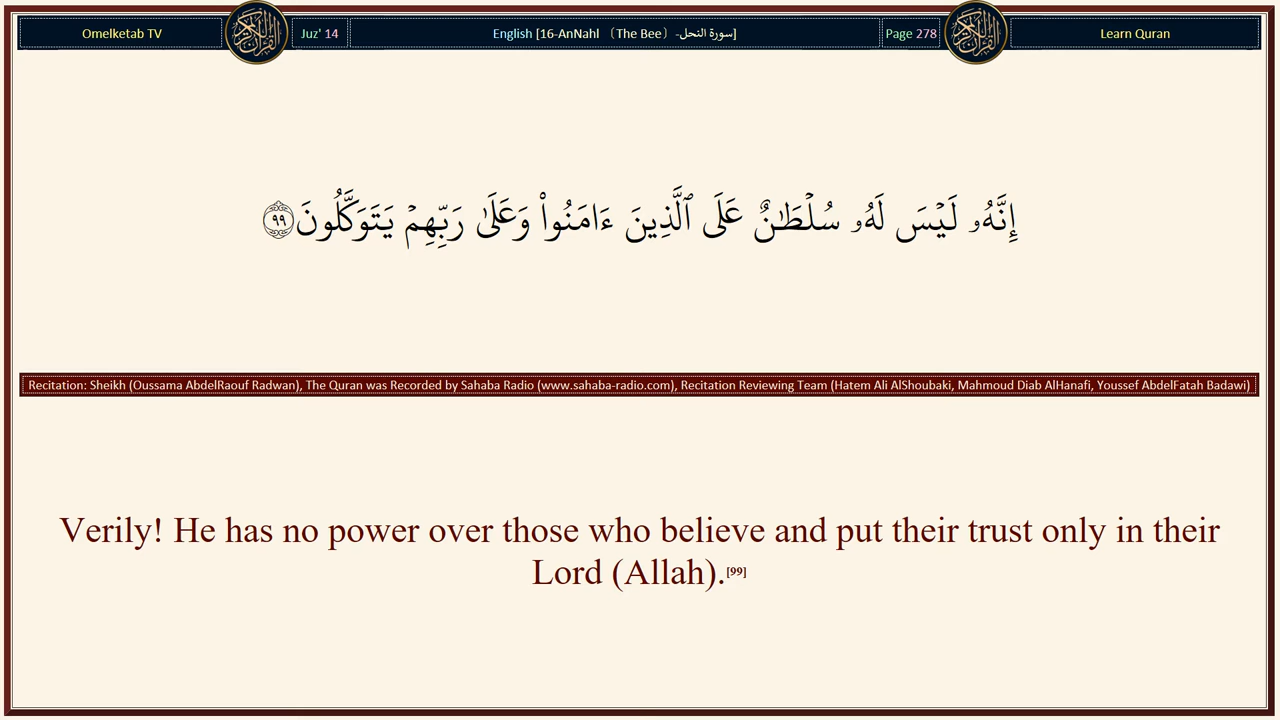 Omelketab TV
Juz' 14
English [16-AnNahl （The Bee）-سورة النحل]
Page 278
Learn Quran
إِنَّهُۥ لَيۡسَ لَهُۥ سُلۡطَٰنٌ عَلَى ٱلَّذِينَ ءَامَنُواْ وَعَلَىٰ رَبِّهِمۡ يَتَوَكَّلُونَ ٩٩
Recitation: Sheikh (Oussama AbdelRaouf Radwan), The Quran was Recorded by Sahaba Radio (www.sahaba-radio.com), Recitation Reviewing Team (Hatem Ali AlShoubaki, Mahmoud Diab AlHanafi, Youssef AbdelFatah Badawi)
Verily! He has no power over those who believe and put their trust only in their
Lord (Allah).[99]